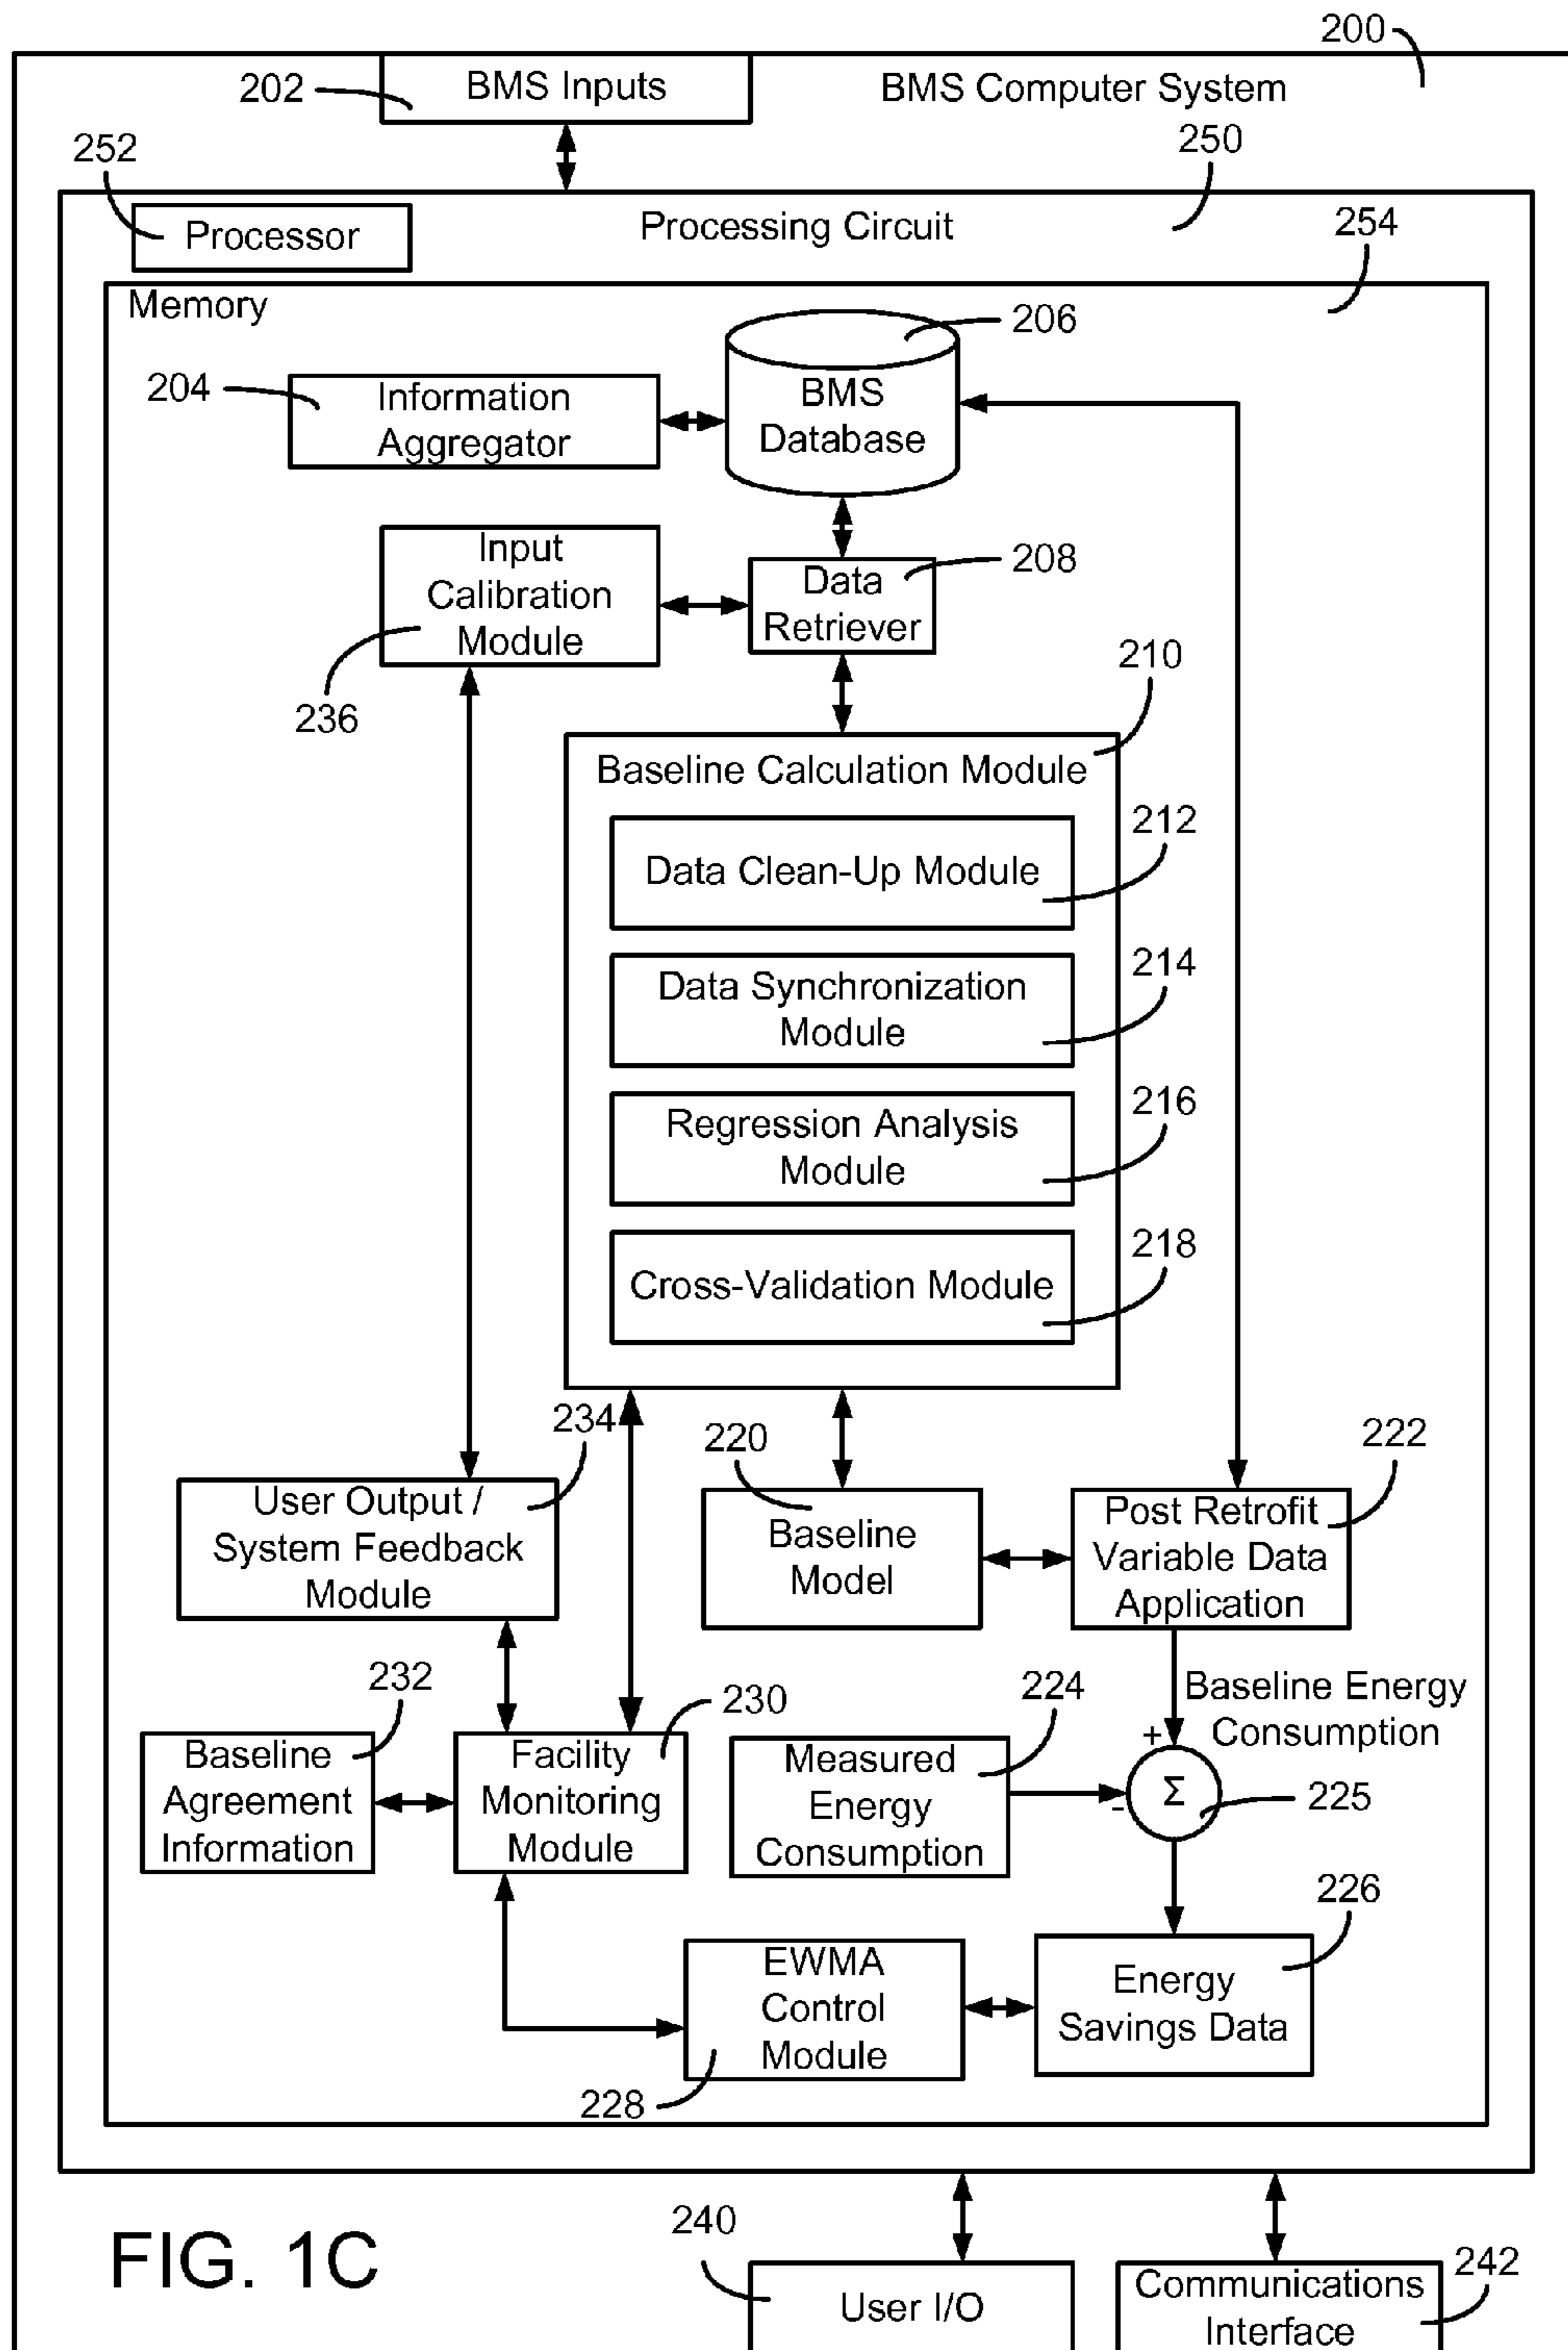 200
202
BMS Inputs
BMS Computer System
252
250
Processor
Processing Circuit
254
Memory
206
204
Information
Aggregator
BMS
Database
Input
Calibration
Module
208
Data
Retriever
236
210
Baseline Calculation Module
212
Data Clean-Up Module
214
Data Synchronization
Module
216
Regression Analysis
Module
218
Cross-Validation Module
234
220
222
User Output /
System Feedback
Module
Baseline
Model
Post Retrofit
Variable Data
Application
232
230
224
Baseline Energy
Consumption
Baseline
Agreement
Information
Facility
Monitoring
Module
Measured
Energy
Consumption
+
-
Σ
225
226
EWMA
Control
Module
Energy
Savings Data
228
FIG. 1C
240
User I/O
Communications
Interface
242